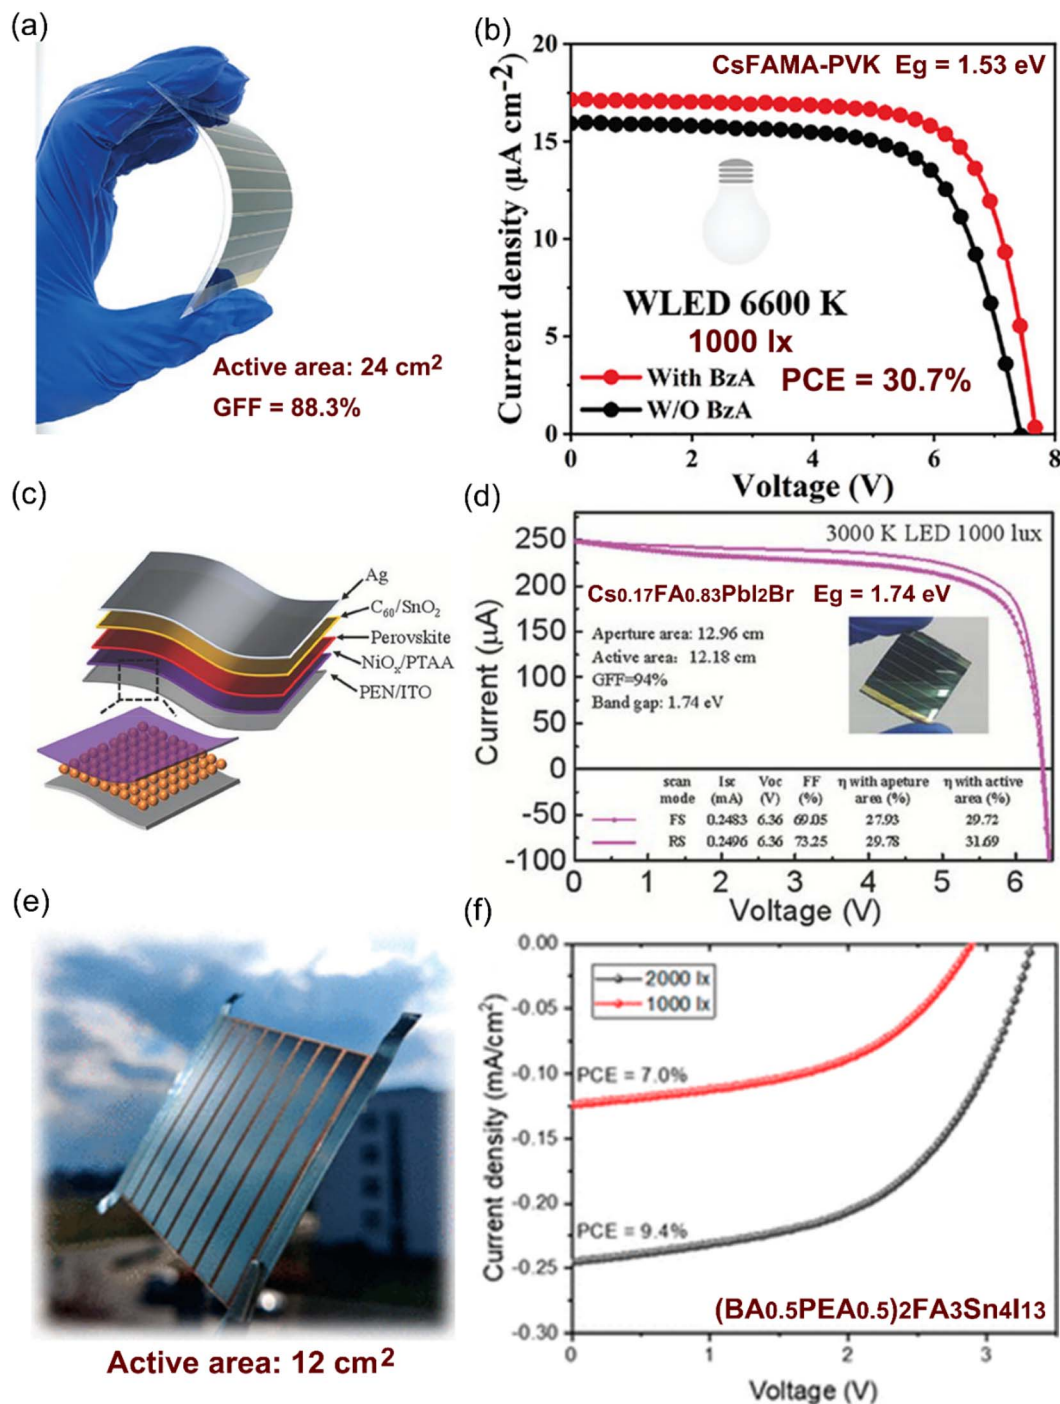 (a)
Active area: 24 cm2
GFF = 88.3%
(b)
CsFAMA-PVK Eg = 1.53 eV
WLED 6600 K
1000 lx
With BzA
W/O BzA
PCE = 30.7%
Current density (µA cm-2)
20
15
10
5
0
0
2
4
6
8
Voltage (V)
(c)
Ag
C60/SnO2
Perovskite
NiOx/PTAA
PEN/ITO
(d)
3000 K LED 1000 lux
Cs0.17FA0.83PbI2Br Eg = 1.74 eV
Aperture area: 12.96 cm
Active area: 12.18 cm
GFF=94%
Band gap: 1.74 eV
scan mode Isc (mA) Voc (V) FF (%) η with apeture area (%) η with active area (%)
FS 0.2483 6.36 69.05 27.93 29.72
RS 0.2496 6.36 73.25 29.78 31.69
Current (µA)
250
200
150
100
50
0
-50
-100
0 1 2 3 4 5 6
Voltage (V)
(e)
Active area: 12 cm2
(f)
2000 lx
1000 lx
PCE = 7.0%
PCE = 9.4%
(BA0.5PEA0.5)2FA3Sn4I13
Current density (mA/cm2)
0.00
-0.05
-0.10
-0.15
-0.20
-0.25
-0.30
0 1 2 3
Voltage (V)